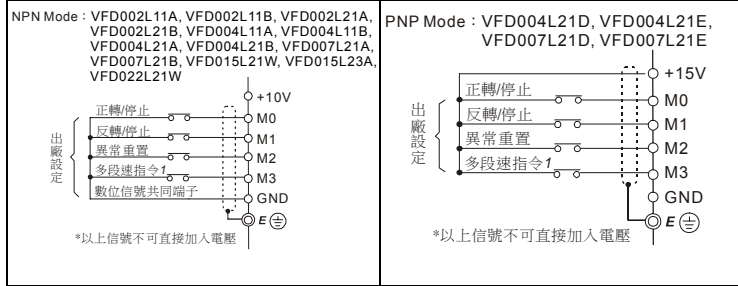 NPN Mode：VFD002L11A, VFD002L11B, VFD002L21A,
VFD002L21B, VFD004L11A, VFD004L11B,
VFD004L21A, VFD004L21B, VFD007L21A,
VFD007L21B, VFD015L21W, VFD015L23A,
VFD022L21W
+10V
正轉/停止
M0
反轉/停止
M1
異常重置
M2
多段速指令1
M3
數位信號共同端子
GND
出廠設定
E
*以上信號不可直接加入電壓
PNP Mode：VFD004L21D, VFD004L21E,
VFD007L21D, VFD007L21E
+15V
正轉/停止
M0
反轉/停止
M1
異常重置
M2
多段速指令1
M3
GND
出廠設定
E
*以上信號不可直接加入電壓